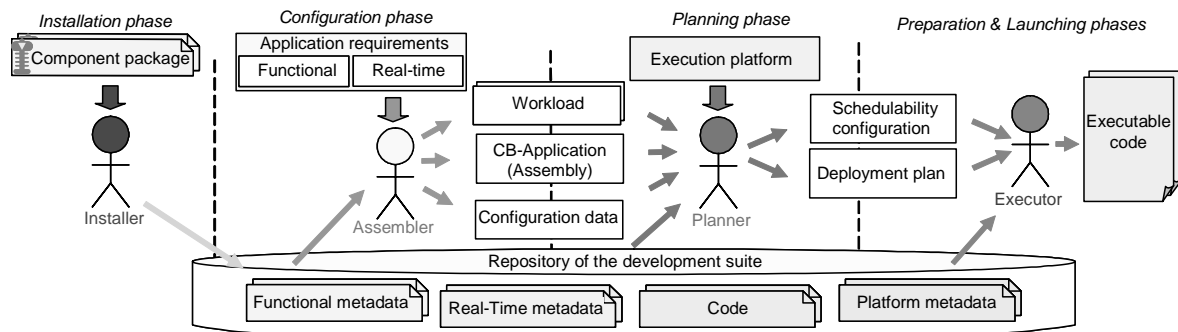 Installation phase
Configuration phase
Planning phase
Preparation & Launching phases
Component package
Application requirements
Functional
Real-time
Execution platform
Workload
CB-Application
(Assembly)
Configuration data
Schedulability
configuration
Deployment plan
Executable
code
Installer
Assembler
Planner
Executor
Repository of the development suite
Functional metadata
Real-Time metadata
Code
Platform metadata